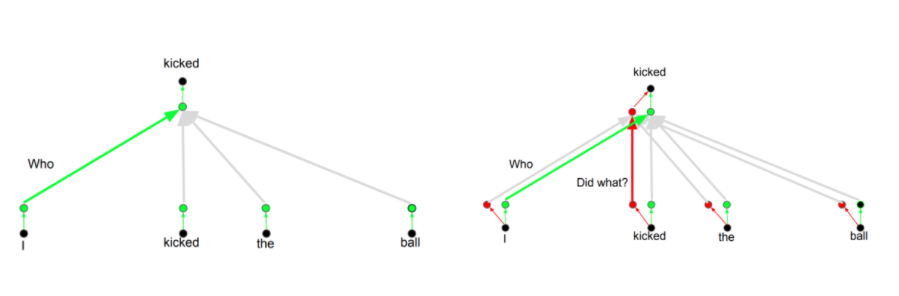 kicked
Who
I
kicked
the
ball
kicked
Who
Did what?
I
kicked
the
ball